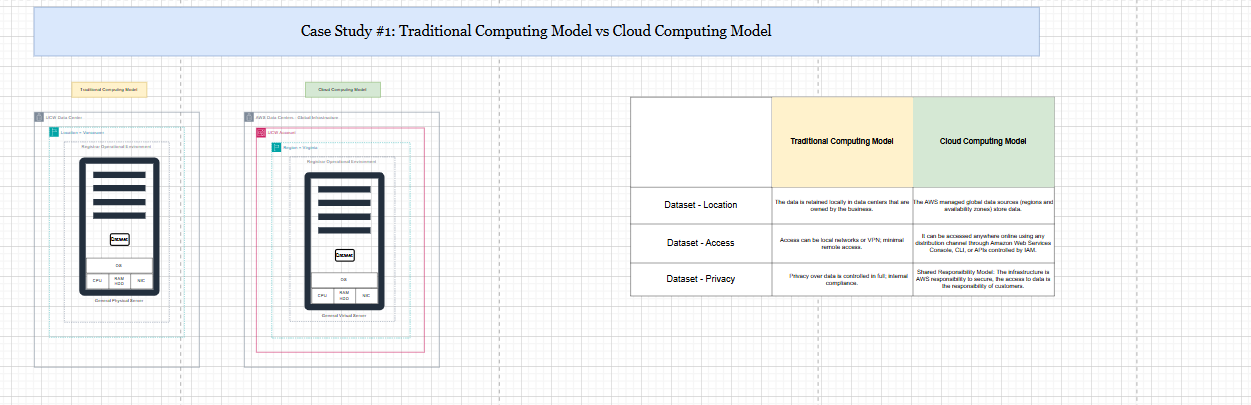 Case Study #1: Traditional Computing Model vs Cloud Computing Model
Traditional Computing Model
Cloud Computing Model
UCW Data Center
Location = Vancouver
Registrar Operational Environment
OS
CPU
RAM
HDD
NIC
General Physical Server
AWS Data Centers - Global Infrastructure
UCW Account
Region = Virginia
Registrar Operational Environment
OS
CPU
RAM
HDD
NIC
General Virtual Server
Traditional Computing Model
Cloud Computing Model
Dataset - Location
The data is retained locally in data centers that are
owned by the business.
The AWS managed global data sources (regions and
availability zones) store data.
Dataset - Access
Access can be local networks or VPN; minimal
remote access.
It can be accessed anywhere online using any
distribution channel through Amazon Web Services
Console, CLI, or APIs controlled by IAM.
Dataset - Privacy
Privacy over data is controlled in full; internal
compliance.
Shared Responsibility Model: The infrastructure is
AWS responsibility to secure, the access to data is
the responsibility of customers.